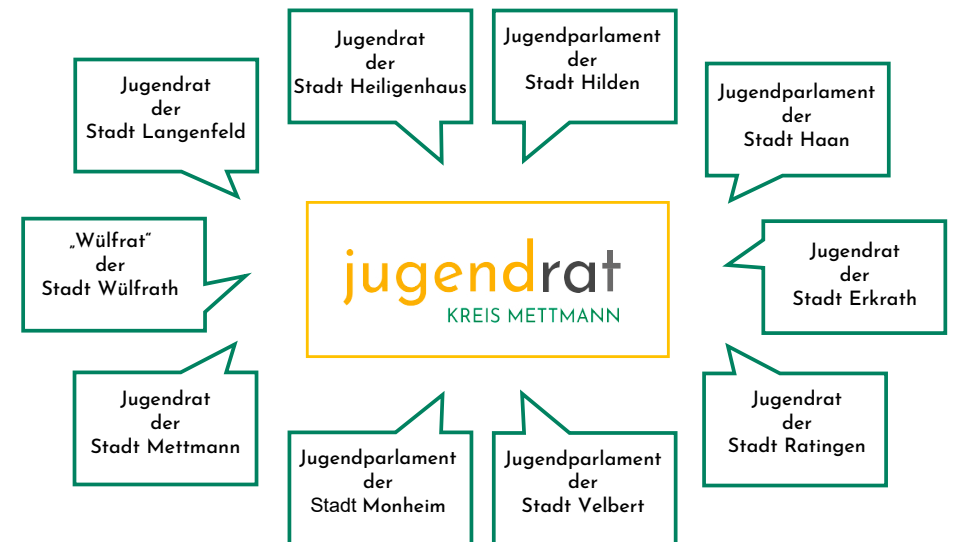 Jugendrat
der
Stadt Heiligenhaus
Jugendparlament
der
Stadt Hilden
Jugendrat
der
Stadt Langenfeld
Jugendparlament
der
Stadt Haan
„Wülfrat“
der
Stadt Wülfrath
jugendrat
KREIS METTMANN
Jugendrat
der
Stadt Erkrath
Jugendrat
der
Stadt Mettmann
Jugendrat
der
Stadt Ratingen
Jugendparlament
der
Stadt Monheim
Jugendparlament
der
Stadt Velbert